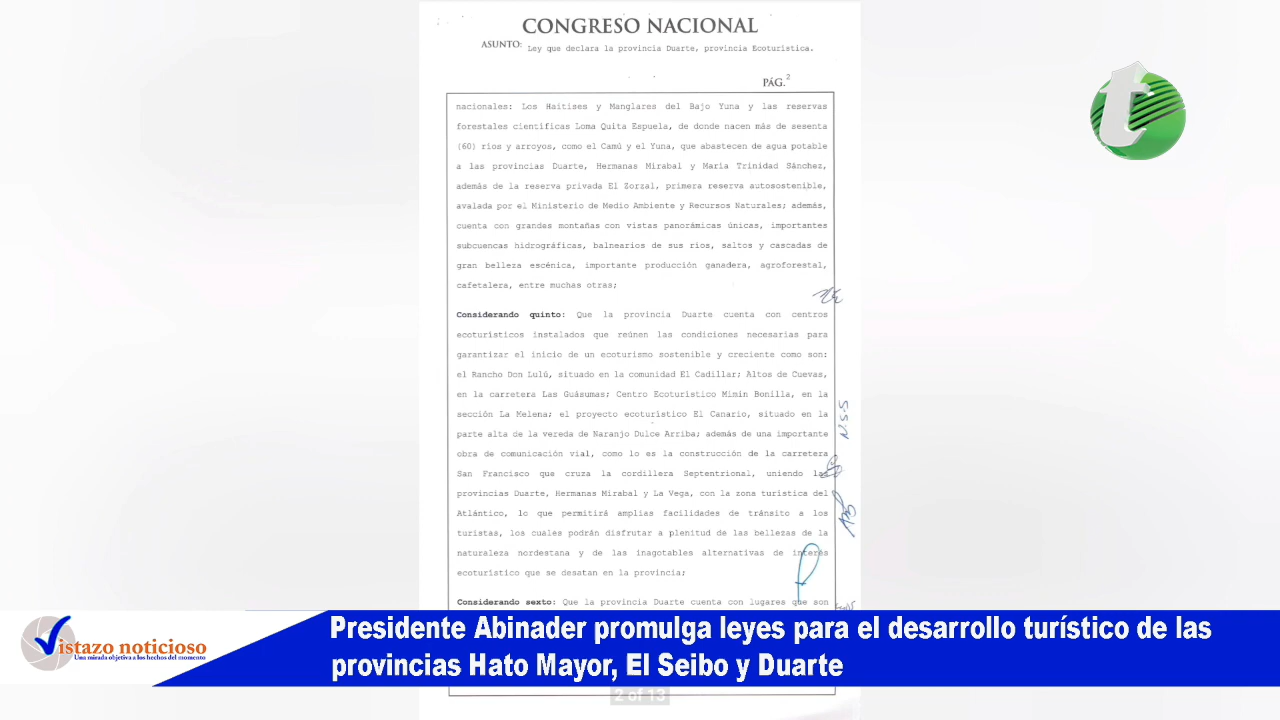 CONGRESO NACIONAL
ASUNTO: Ley que declara la provincia Duarte, provincia Ecoturística.
PÁG. 2
nacionales: Los Haitises y Manglares del Bajo Yuna y las reservas
forestales científicas Loma Quita Espuela, de donde nacen más de sesenta
(60) ríos y arroyos, como el Camú y el Yuna, que abastecen de agua potable
a las provincias Duarte, Hermanas Mirabal y María Trinidad Sánchez,
además de la reserva privada El Zorzal, primera reserva autosostenible,
avalada por el Ministerio de Medio Ambiente y Recursos Naturales; además,
cuenta con grandes montañas con vistas panorámicas únicas, importantes
subcuencas hidrográficas, balnearios de sus ríos, saltos y cascadas de
gran belleza escénica, importante producción ganadera, agroforestal,
cafetalera, entre muchas otras;
Considerando quinto: Que la provincia Duarte cuenta con centros
ecoturísticos instalados que reúnen las condiciones necesarias para
garantizar el inicio de un ecoturismo sostenible y creciente como son:
el Rancho Don Lulú, situado en la comunidad El Cadillar; Altos de Cuevas,
en la carretera Las Guásumas; Centro Ecoturístico Mimin Bonilla, en la
sección La Melena; el proyecto ecoturístico El Canario, situado en la
parte alta de la vereda de Naranjo Dulce Arriba; además de una importante
obra de comunicación vial, como lo es la construcción de la carretera
San Francisco que cruza la cordillera Septentrional, uniendo las
provincias Duarte, Hermanas Mirabal y La Vega, con la zona turística del
Atlántico, lo que permitirá amplias facilidades de tránsito a los
turistas, los cuales podrán disfrutar a plenitud de las bellezas de la
naturaleza nordestana y de las inagotables alternativas de interés
ecoturístico que se desatan en la provincia;
Considerando sexto: Que la provincia Duarte cuenta con lugares que son
N.S.S
t
Vistazo noticioso
Una mirada objetiva a los hechos del momento
Presidente Abinader promulga leyes para el desarrollo turístico de las
provincias Hato Mayor, El Seibo y Duarte
2 of 13